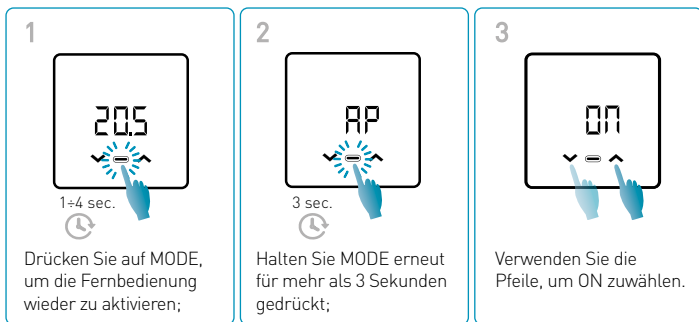 1
20.5
1÷4 sec.
Drücken Sie auf MODE,
um die Fernbedienung
wieder zu aktivieren;
2
AP
3 sec.
Halten Sie MODE erneut
für mehr als 3 Sekunden
gedrückt;
3
ON
Verwenden Sie die
Pfeile, um ON zuwählen.